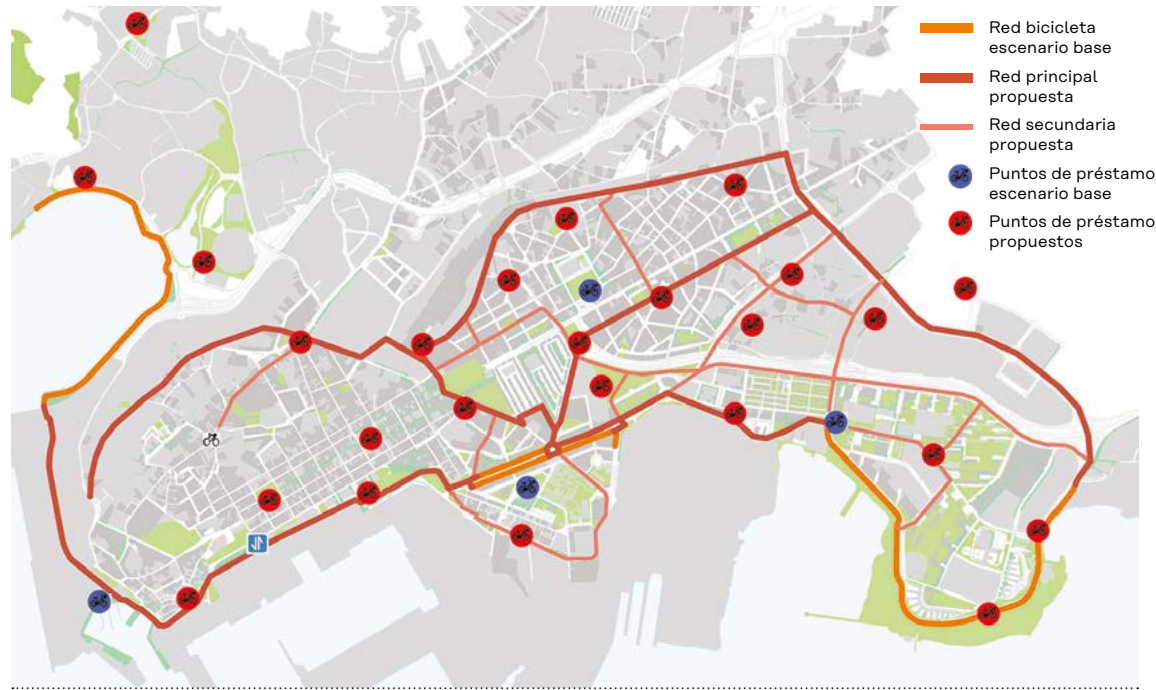 Red bicicleta
escenario base
Red principal
propuesta
Red secundaria
propuesta
Puntos de préstamo
escenario base
Puntos de préstamo
propuestos